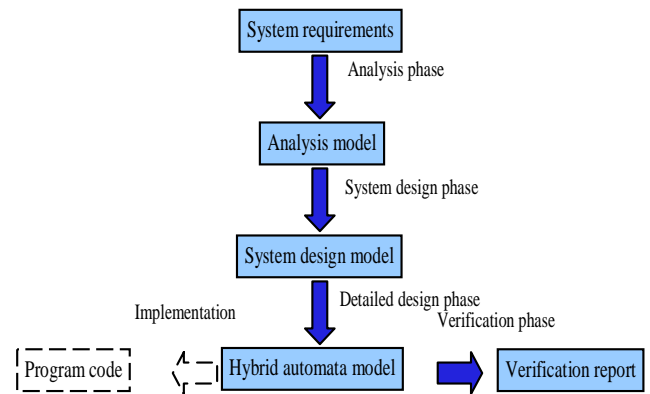 System requirements
Analysis phase
Analysis model
System design phase
System design model
Implementation
Detailed design phase
Verification phase
Program code
Hybrid automata model
Verification report